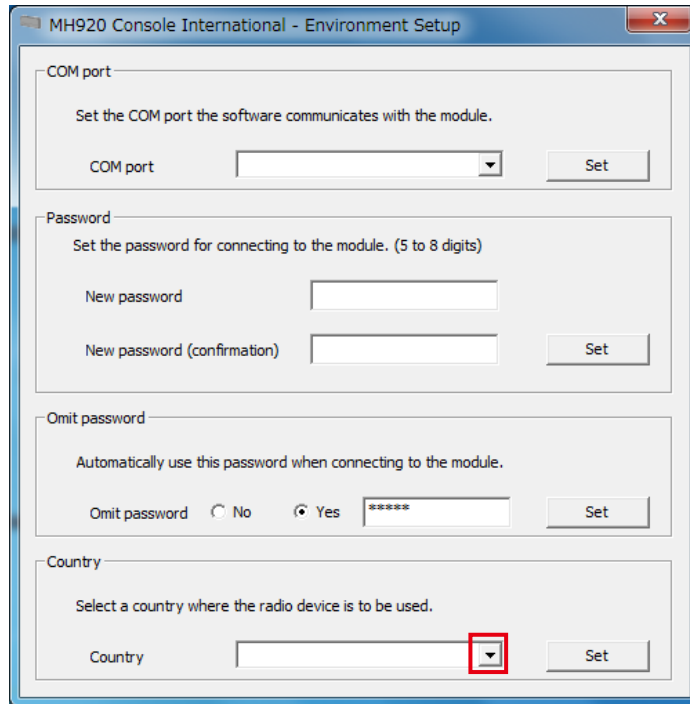 MH920 Console International - Environment Setup
COM port
Set the COM port the software communicates with the module.
COM port Set
Password
Set the password for connecting to the module. (5 to 8 digits)
New password
New password (confirmation) Set
Omit password
Automatically use this password when connecting to the module.
Omit password No Yes ***** Set
Country
Select a country where the radio device is to be used.
Country Set